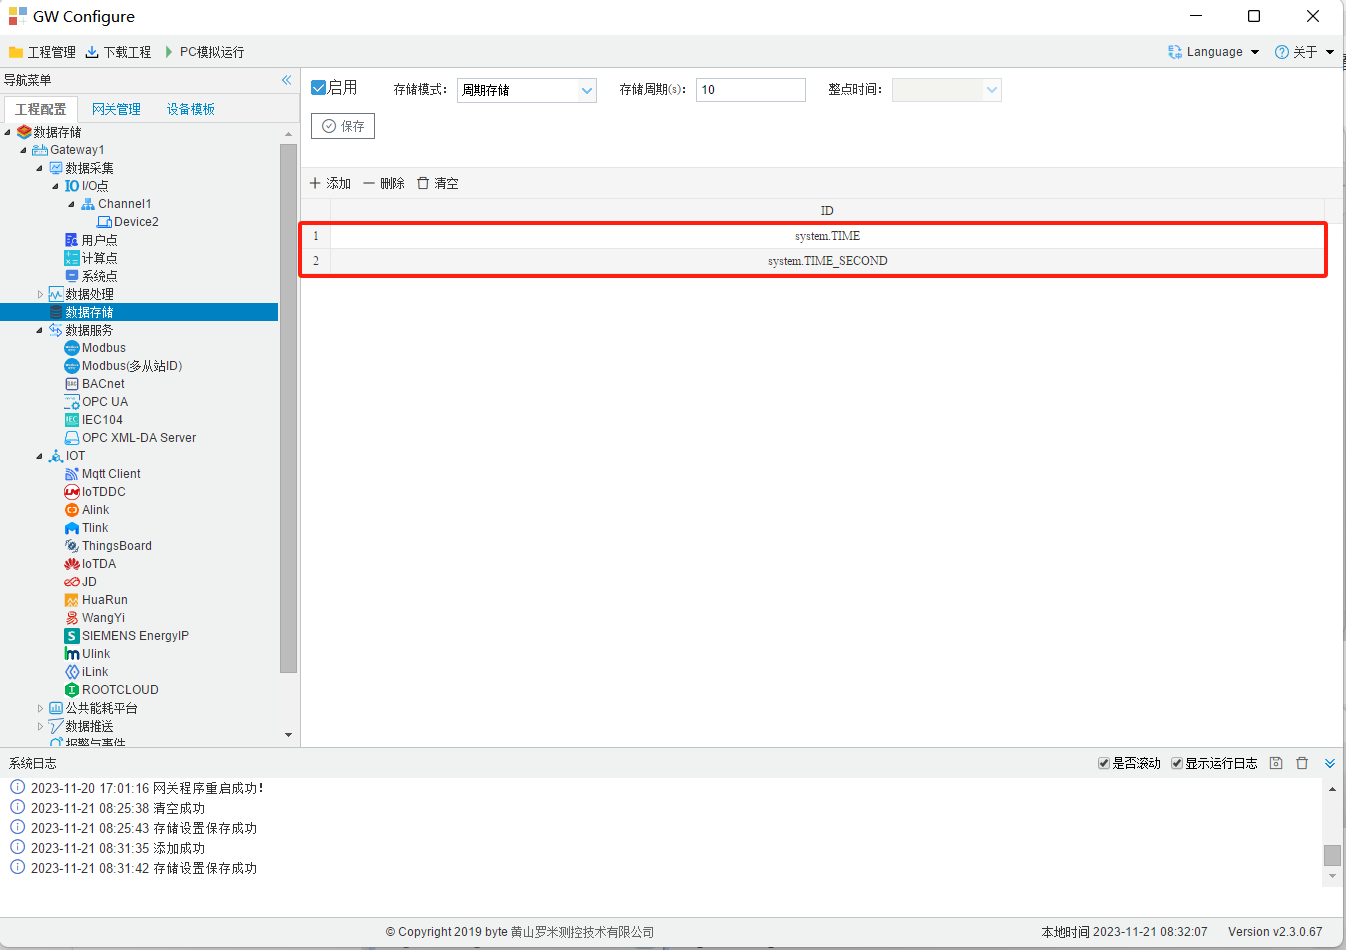 GW Configure
工程管理 下载工程 PC模拟运行 Language 关于
导航菜单
工程配置 网关管理 设备模板
数据存储
Gateway1
数据采集
I/O点
Channel1
Device2
用户点
计算点
系统点
数据处理
数据存储
数据服务
Modbus
Modbus(多从站ID)
BACnet
OPC UA
IEC104
OPC XML-DA Server
IOT
Mqtt Client
IoTDDC
Alink
Tlink
ThingsBoard
IoTDA
JD
HuaRun
WangYi
SIEMENS EnergyIP
Ulink
iLink
ROOTCLOUD
公共能耗平台
数据推送
报警与事件
启用 存储模式: 周期存储 存储周期(s): 10 整点时间:
保存
添加 删除 清空
ID
1 system.TIME
2 system.TIME_SECOND
系统日志 是否滚动 显示运行日志
2023-11-20 17:01:16 网关程序重启成功!
2023-11-21 08:25:38 清空成功
2023-11-21 08:25:43 存储设置保存成功
2023-11-21 08:31:35 添加成功
2023-11-21 08:31:42 存储设置保存成功
© Copyright 2019 byte 黄山罗米测控技术有限公司 本地时间 2023-11-21 08:32:07 Version v2.3.0.67